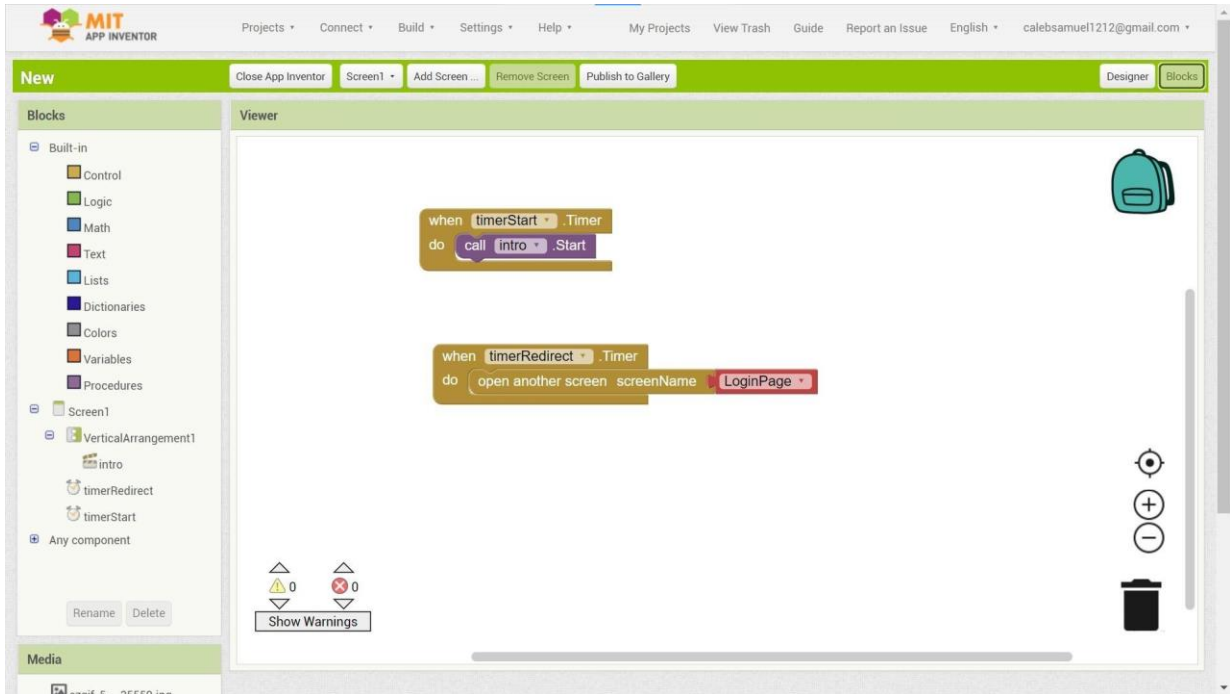 MIT
APP INVENTOR
Projects Connect Build Settings Help My Projects View Trash Guide Report an Issue English calebsamuel1212@gmail.com
New Close App Inventor Screen1 Add Screen ... Remove Screen Publish to Gallery Designer Blocks
Blocks
Built-in
Control
Logic
Math
Text
Lists
Dictionaries
Colors
Variables
Procedures
Screen1
VerticalArrangement1
intro
timerRedirect
timerStart
Any component
Rename Delete
Media
Viewer
when timerStart .Timer
do call intro .Start
when timerRedirect .Timer
do open another screen screenName LoginPage
0 0
Show Warnings